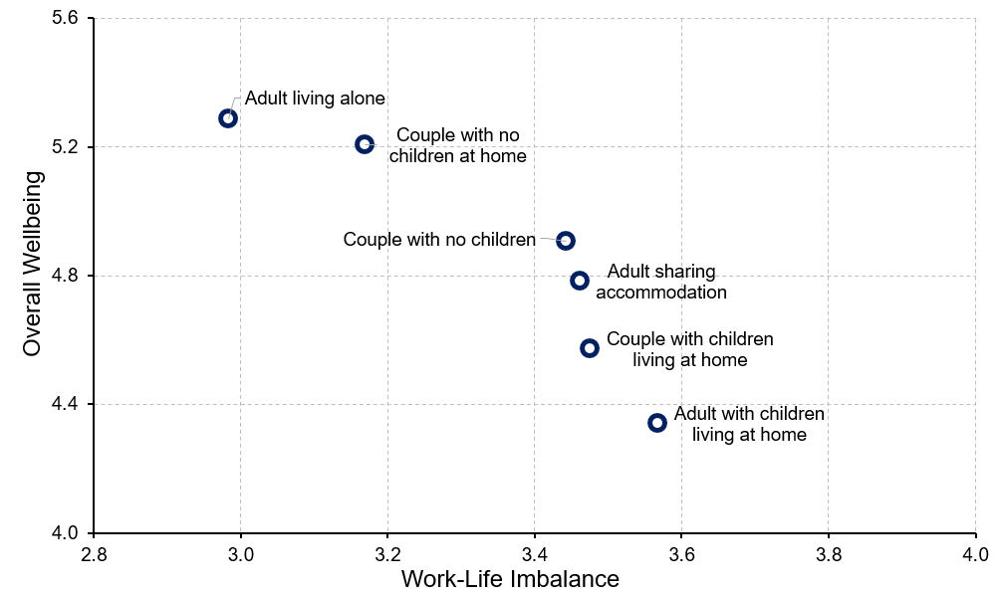 5.6
Adult living alone
Couple with no
children at home
5.2
Couple with no children
Overall Wellbeing
4.8
Adult sharing
accommodation
Couple with children
living at home
4.4
Adult with children
living at home
4.0
2.8
3.0
3.2
3.4
3.6
3.8
4.0
Work-Life Imbalance